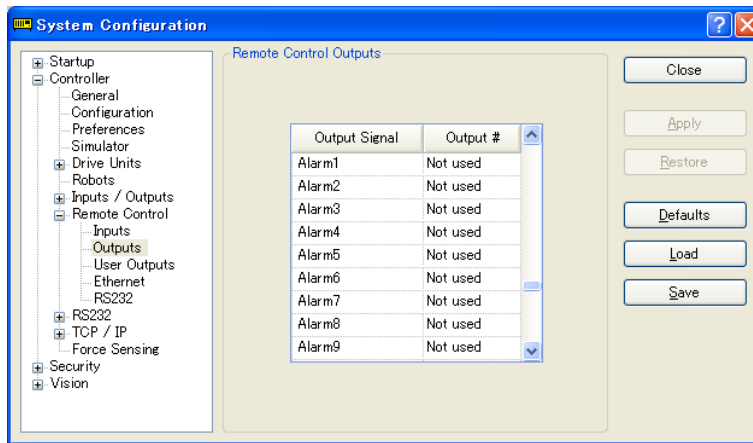 System Configuration
Startup
Controller
General
Configuration
Preferences
Simulator
Drive Units
Robots
Inputs / Outputs
Remote Control
Inputs
Outputs
User Outputs
Ethernet
RS232
RS232
TCP / IP
Force Sensing
Security
Vision
Remote Control Outputs
Output Signal Output #
Alarm1 Not used
Alarm2 Not used
Alarm3 Not used
Alarm4 Not used
Alarm5 Not used
Alarm6 Not used
Alarm7 Not used
Alarm8 Not used
Alarm9 Not used
Close
Apply
Restore
Defaults
Load
Save